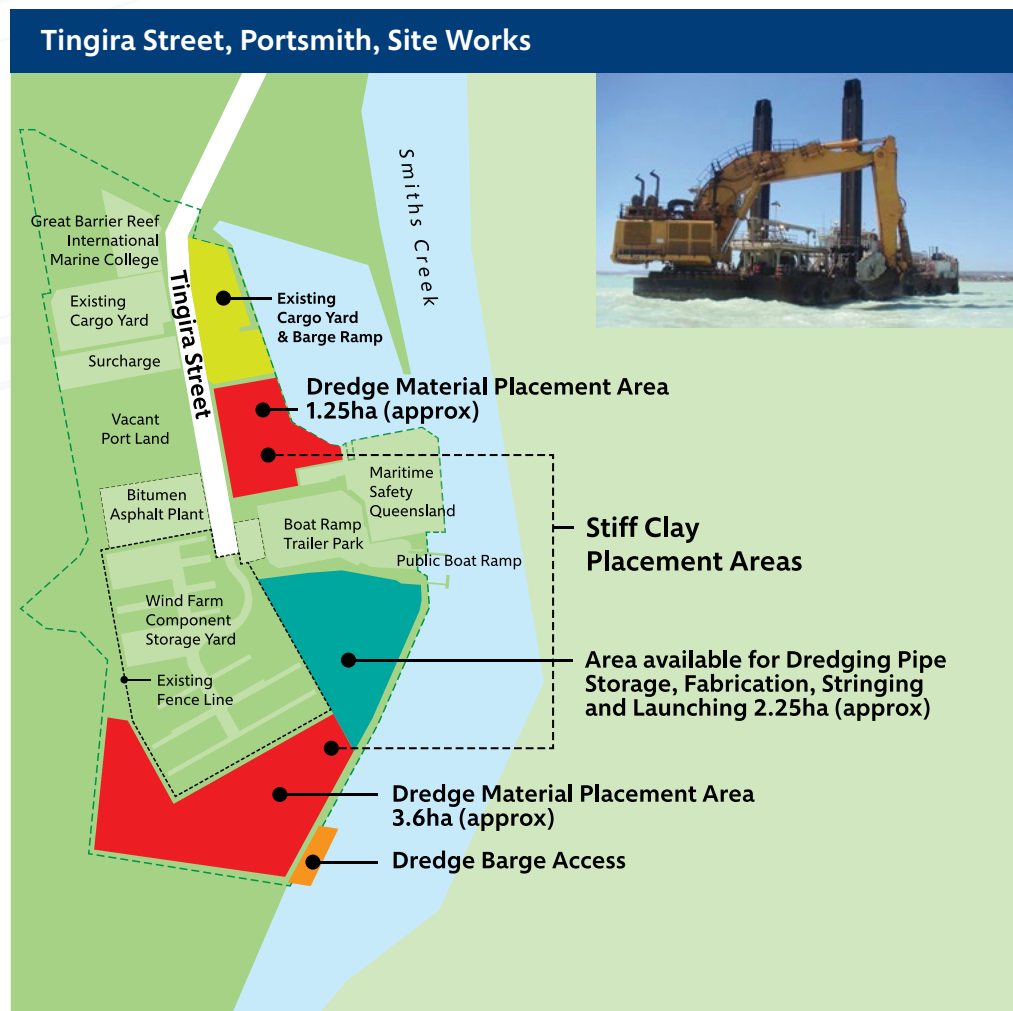 Tingira Street, Portsmith, Site Works
Smiths Creek
Great Barrier Reef
International
Marine College
Tingira Street
Existing
Cargo Yard
Existing
Cargo Yard
& Barge Ramp
Surcharge
Dredge Material Placement Area
1.25ha (approx)
Vacant
Port Land
Maritime
Safety
Queensland
Bitumen
Asphalt Plant
Boat Ramp
Trailer Park
Stiff Clay
Placement Areas
Public Boat Ramp
Wind Farm
Component
Storage Yard
Area available for Dredging Pipe
Storage, Fabrication, Stringing
and Launching 2.25ha (approx)
Existing
Fence Line
Dredge Material Placement Area
3.6ha (approx)
Dredge Barge Access